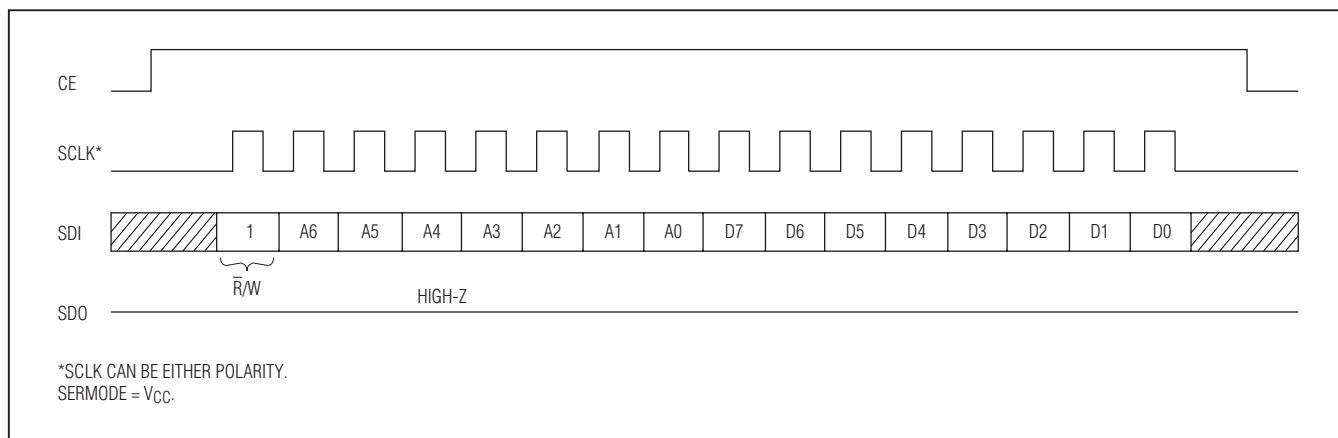 CE
SCLK*
SDI 1 A6 A5 A4 A3 A2 A1 A0 D7 D6 D5 D4 D3 D2 D1 D0
R̅/W
SDO HIGH-Z
*SCLK CAN BE EITHER POLARITY.
SERMODE = VCC.